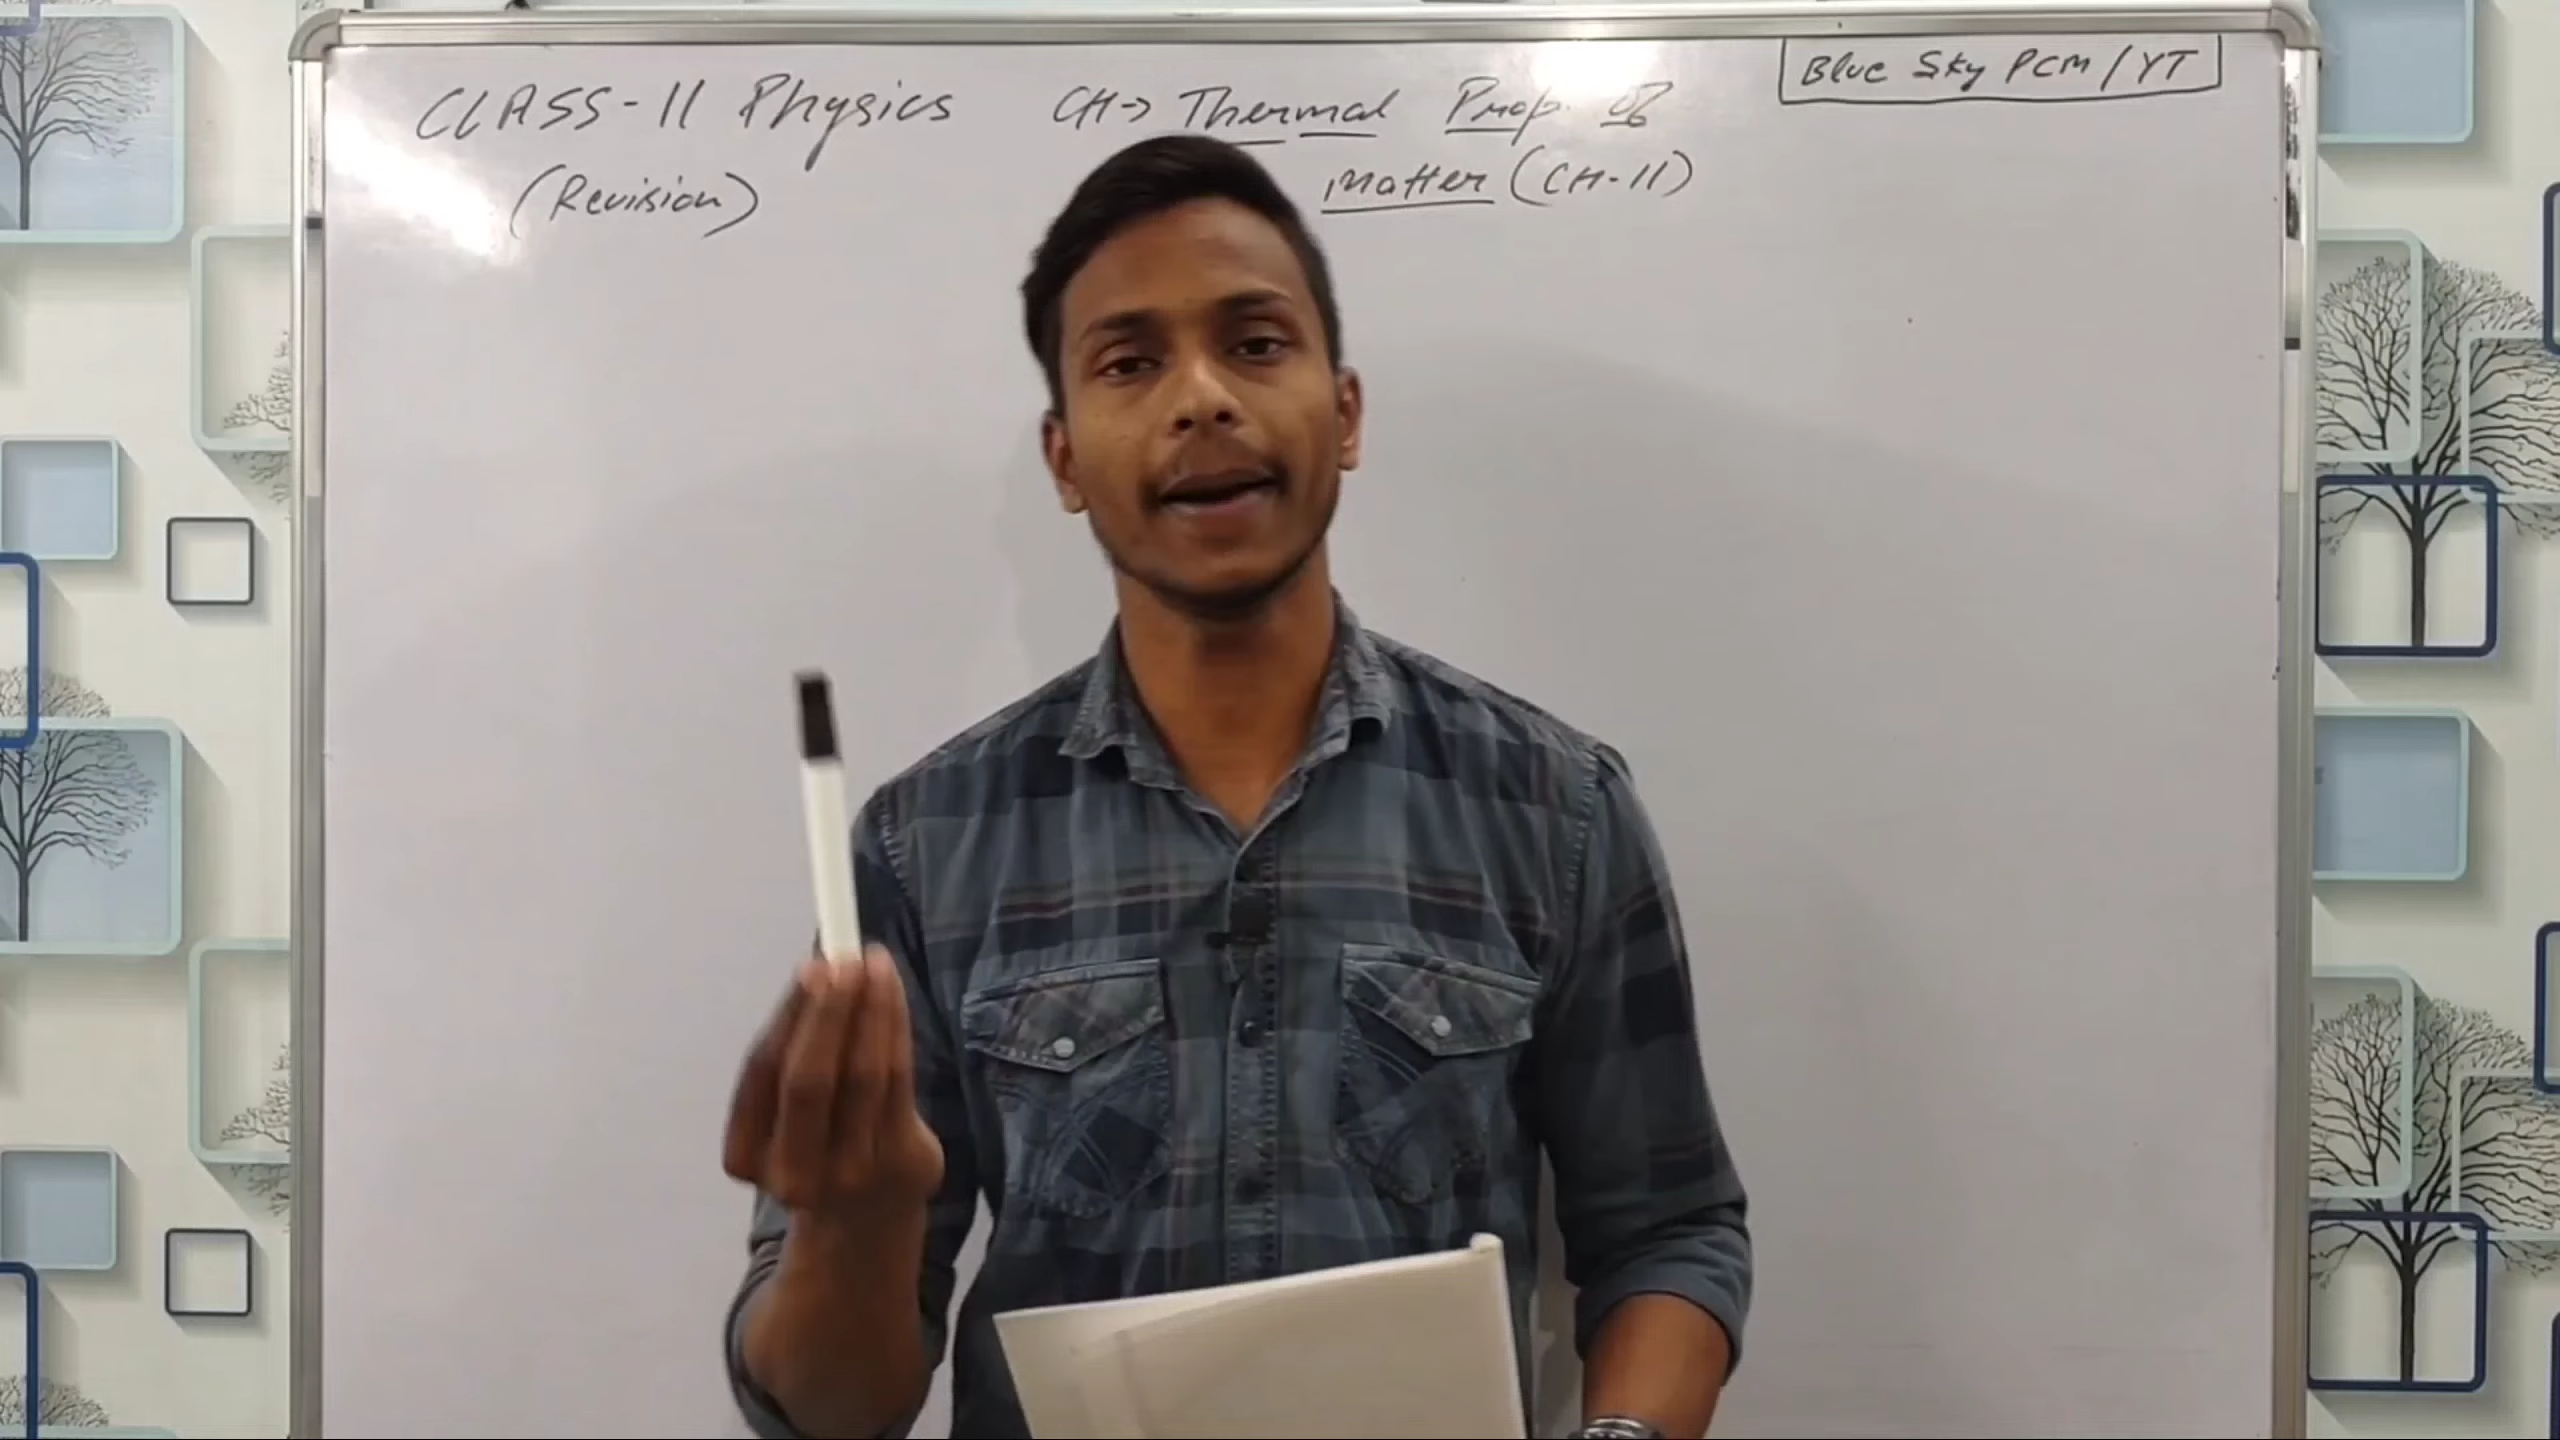 Blue Sky PCM / YT
CLASS-11 Physics CH→ Thermal Prop. of
(Revision) Matter (CH-11)